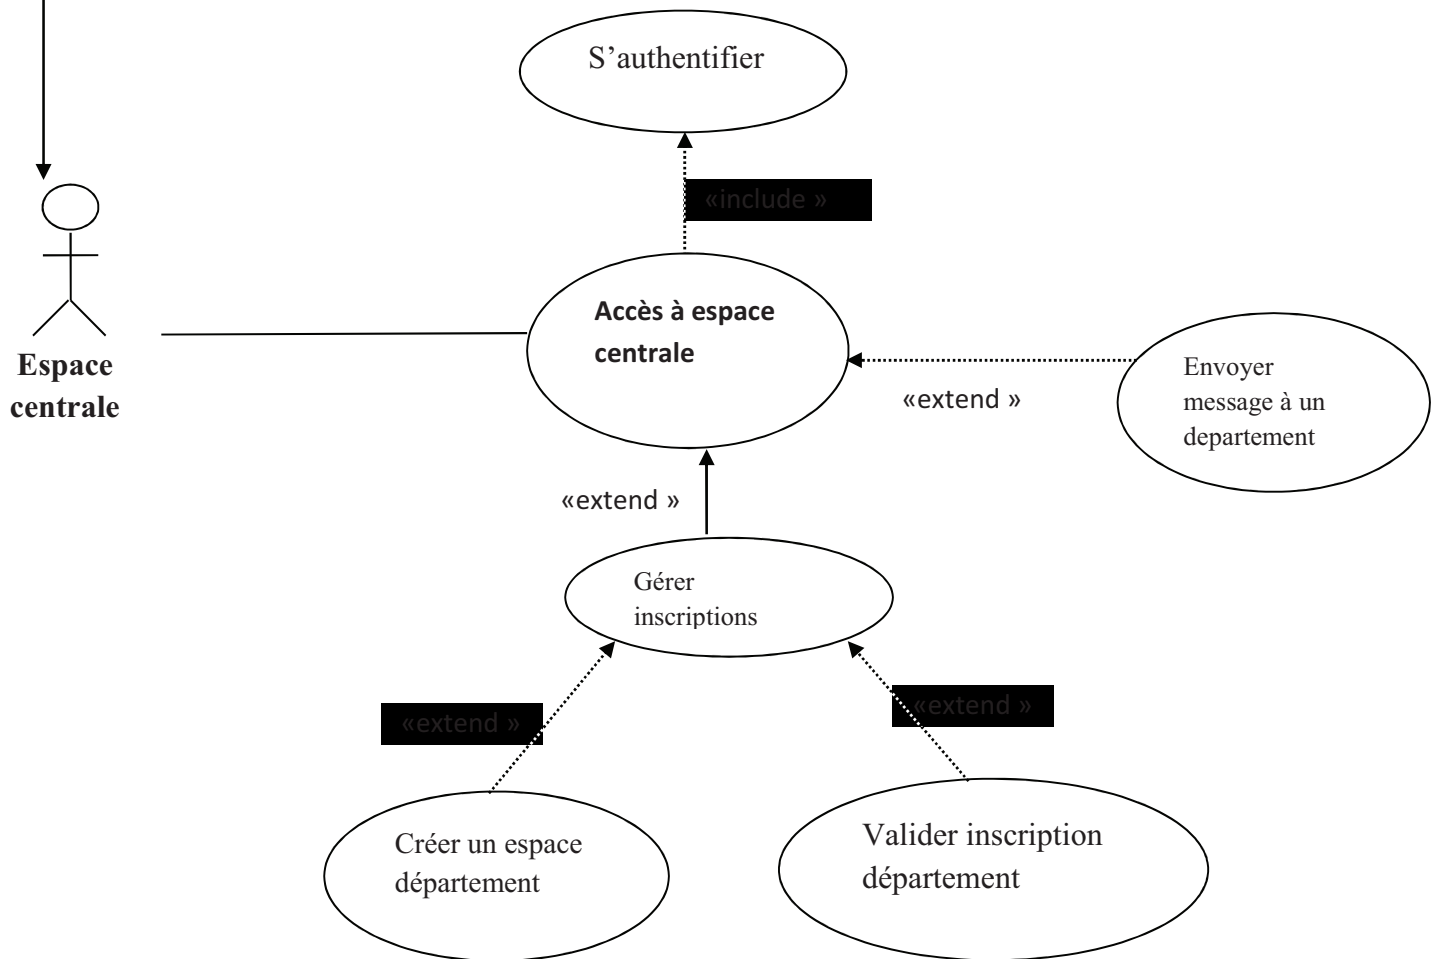 S’authentifier
«include »
Accès à espace
centrale
Espace
centrale
Envoyer
message à un
departement
«extend »
«extend »
Gérer
inscriptions
«extend »
«extend »
Créer un espace
département
Valider inscription
département